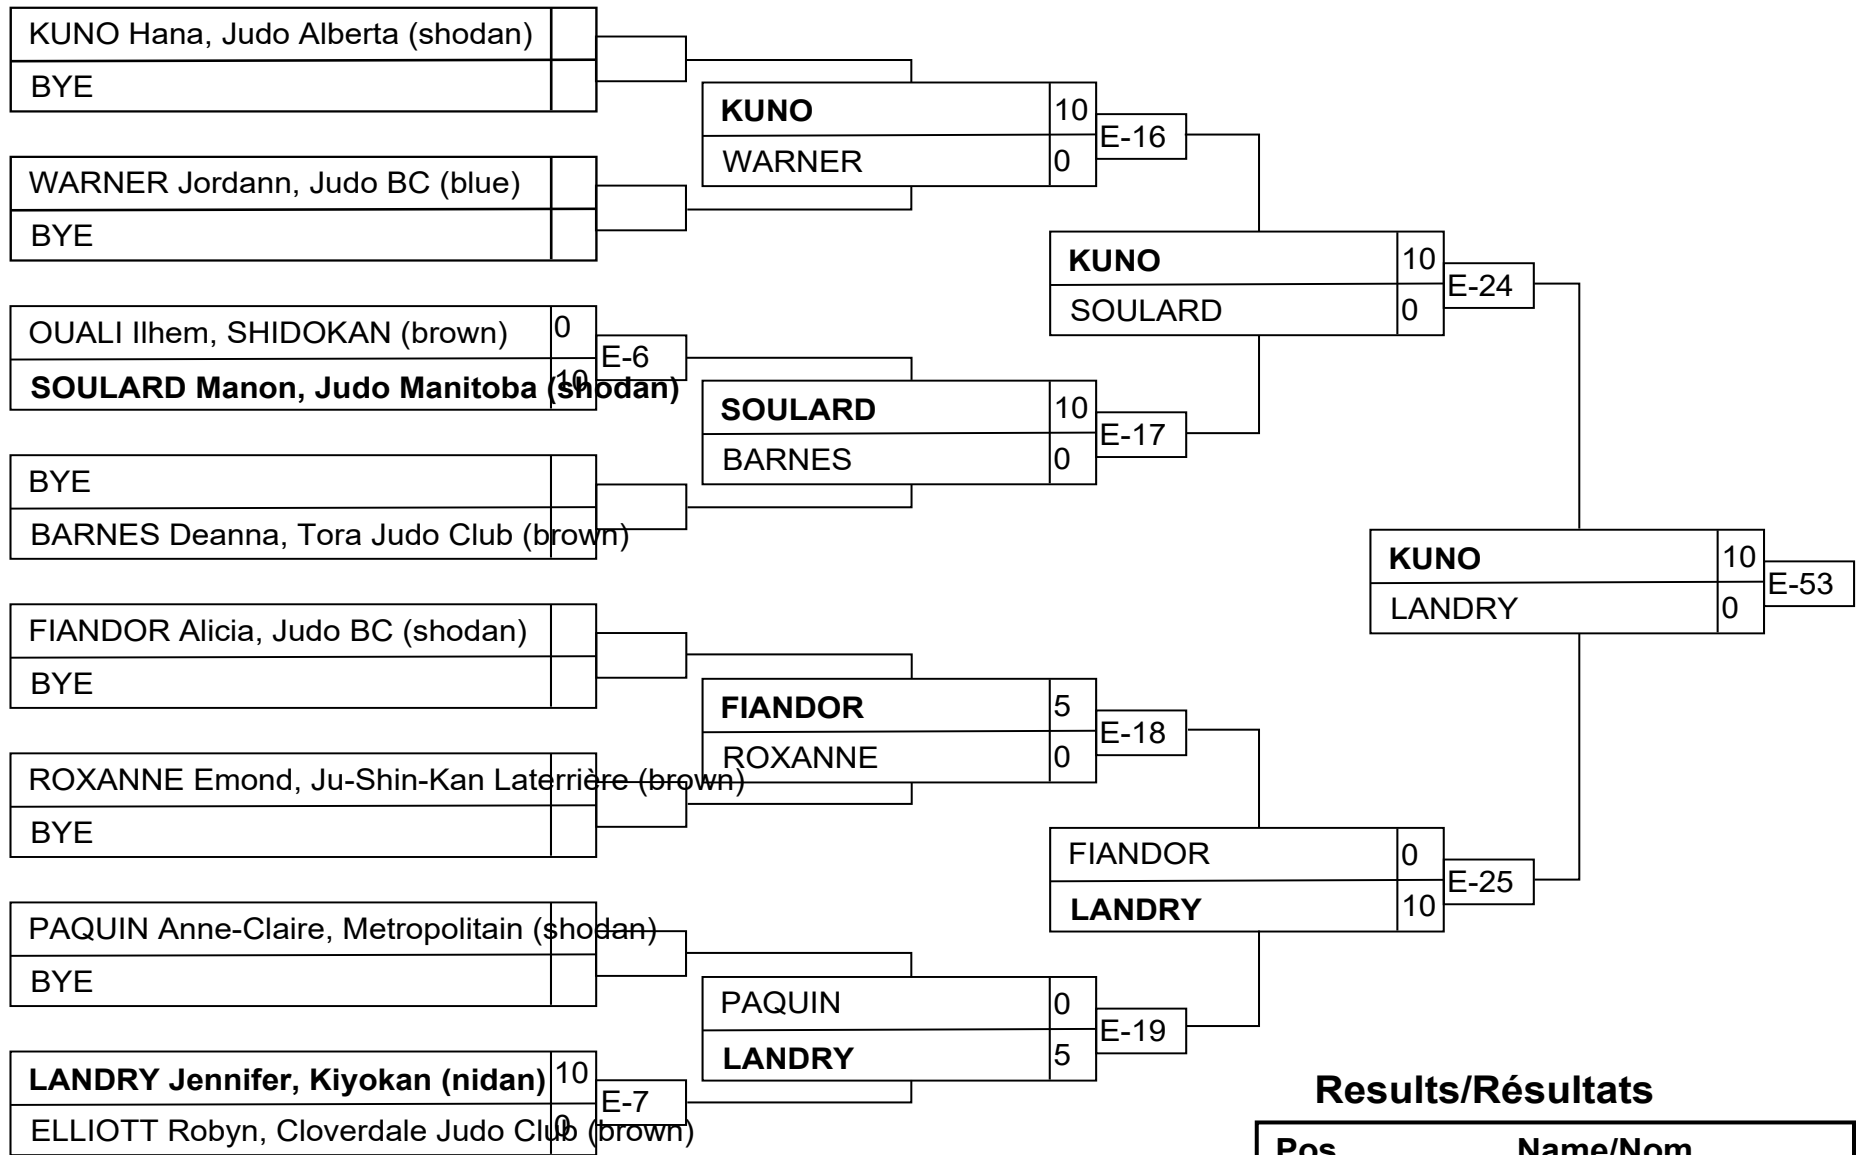 KUNO Hana, Judo Alberta (shodan)
BYE
WARNER Jordann, Judo BC (blue)
BYE
OUALI Ilhem, SHIDOKAN (brown) 0
SOULARD Manon, Judo Manitoba (shodan) 10
E-6
BYE
BARNES Deanna, Tora Judo Club (brown)
FIANDOR Alicia, Judo BC (shodan)
BYE
ROXANNE Emond, Ju-Shin-Kan Laterrière (brown)
BYE
PAQUIN Anne-Claire, Metropolitain (shodan)
BYE
LANDRY Jennifer, Kiyokan (nidan) 10
ELLIOTT Robyn, Cloverdale Judo Club (brown) 0
E-7
KUNO 10
WARNER 0
E-16
SOULARD 10
BARNES 0
E-17
FIANDOR 5
ROXANNE 0
E-18
PAQUIN 0
LANDRY 5
E-19
KUNO 10
SOULARD 0
E-24
FIANDOR 0
LANDRY 10
E-25
KUNO 10
LANDRY 0
E-53
Results/Résultats
Pos Name/Nom